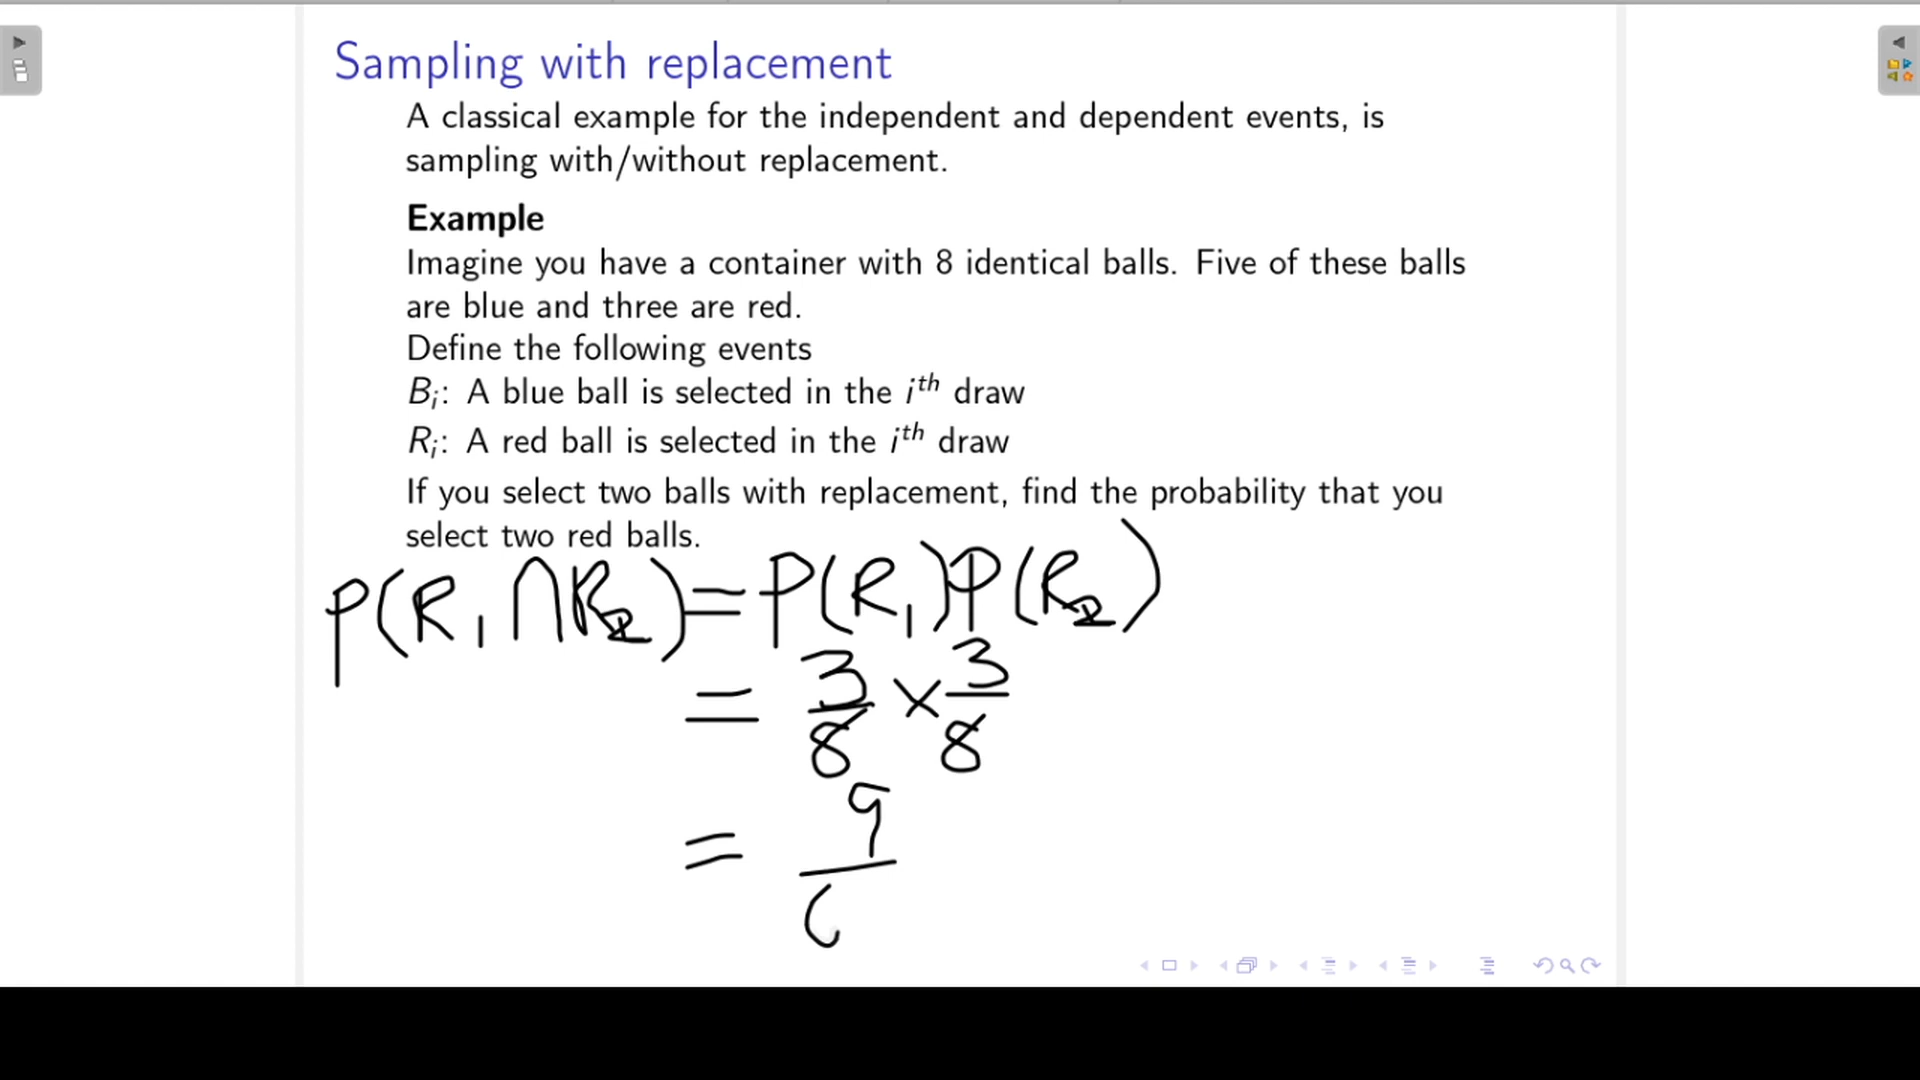 Sampling with replacement
A classical example for the independent and dependent events, is
sampling with/without replacement.
Example
Imagine you have a container with 8 identical balls. Five of these balls
are blue and three are red.
Define the following events
Bᵢ: A blue ball is selected in the iᵗʰ draw
Rᵢ: A red ball is selected in the iᵗʰ draw
If you select two balls with replacement, find the probability that you
select two red balls.
P(R₁∩R₂)=P(R₁)P(R₂)
= 3/8 × 3/8
= 9/6